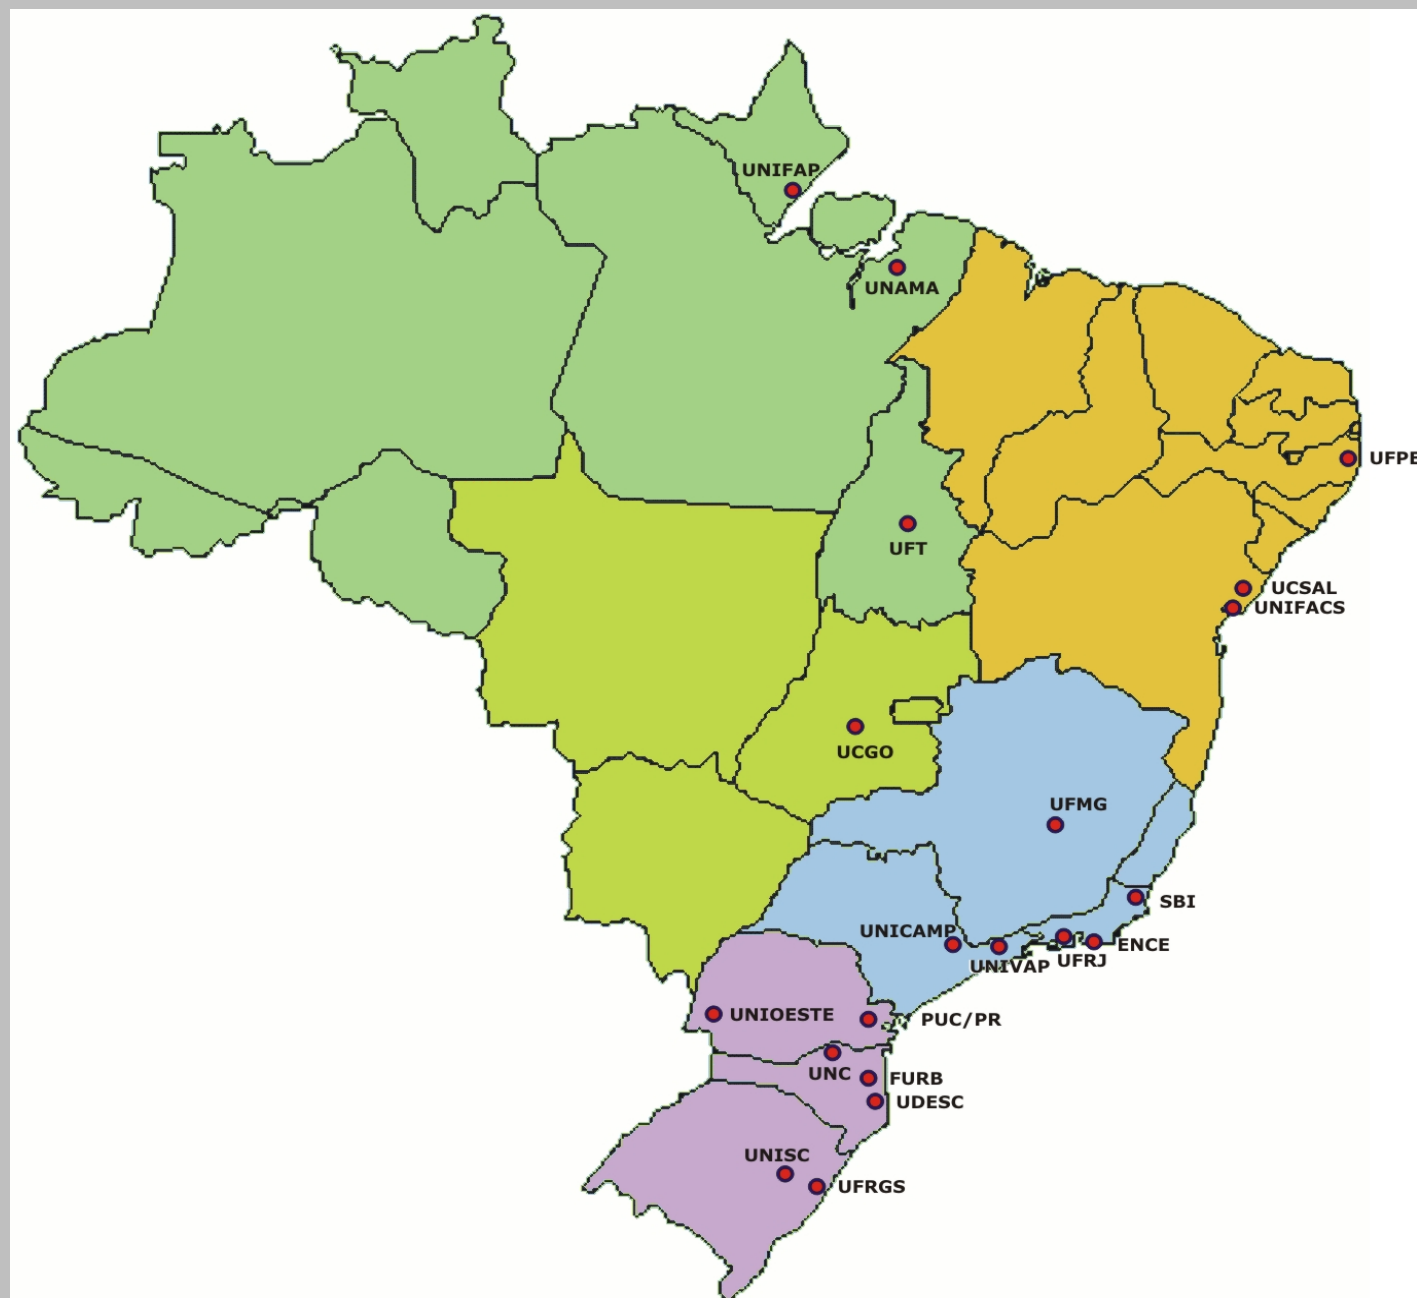 UNIFAP
UNAMA
UFPE
UFT
UCSAL
UNIFACS
UCGO
UFMG
SBI
UNICAMP
ENCE
UFRJ
UNIVAP
UNIOESTE
PUC/PR
UNC
FURB
UDESC
UNISC
UFRGS